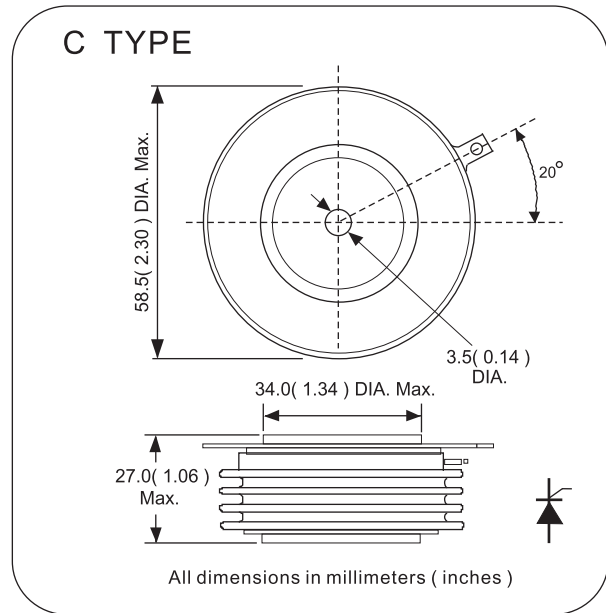 C TYPE
58.5( 2.30 ) DIA. Max.
20°
3.5( 0.14 )
DIA.
34.0( 1.34 ) DIA. Max.
27.0( 1.06 )
Max.
All dimensions in millimeters ( inches )